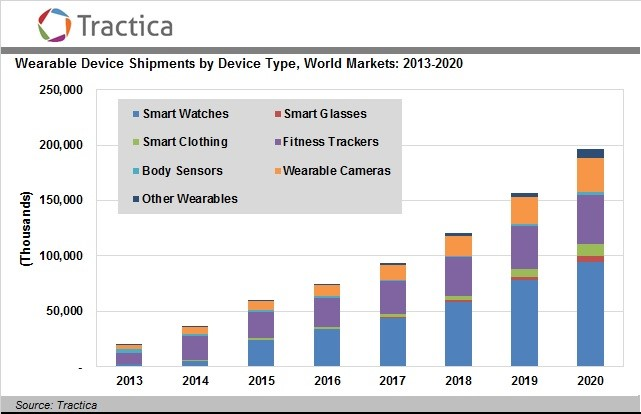 Tractica
Wearable Device Shipments by Device Type, World Markets: 2013-2020
250,000
200,000
150,000
100,000
50,000
-
(Thousands)
Smart Watches Smart Glasses
Smart Clothing Fitness Trackers
Body Sensors Wearable Cameras
Other Wearables
2013 2014 2015 2016 2017 2018 2019 2020
Source: Tractica